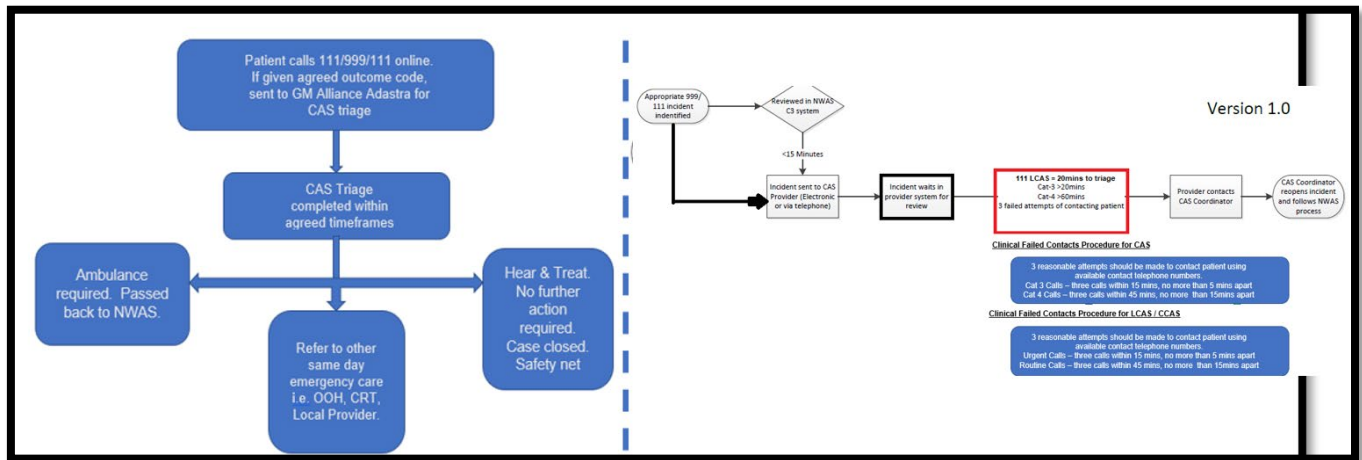 Patient calls 111/999/111 online.
If given agreed outcome code,
sent to GM Alliance Adastra for
CAS triage
CAS Triage
completed within
agreed timeframes
Ambulance
required. Passed
back to NWAS.
Refer to other
same day
emergency care
i.e. OOH, CRT,
Local Provider.
Hear & Treat.
No further
action
required.
Case closed.
Safety net
Version 1.0
Appropriate 999/
111 incident
indentified
Reviewed in NWAS
C3 system
<15 Minutes
Incident sent to CAS
Provider (Electronic
or via telephone)
Incident waits in
provider system for
review
111 LCAS = 20mins to triage
Cat-3 >20mins
Cat-4 >60mins
3 failed attempts of contacting patient
Provider contacts
CAS Coordinator
CAS Coordinator
reopens incident
and follows NWAS
process
Clinical Failed Contacts Procedure for CAS
3 reasonable attempts should be made to contact patient using
available contact telephone numbers.
Cat 3 Calls – three calls within 15 mins, no more than 5 mins apart
Cat 4 Calls – three calls within 45 mins, no more than 15mins apart
Clinical Failed Contacts Procedure for LCAS / CCAS
3 reasonable attempts should be made to contact patient using
available contact telephone numbers.
Urgent Calls – three calls within 15 mins, no more than 5 mins apart
Routine Calls – three calls within 45 mins, no more than 15mins apart